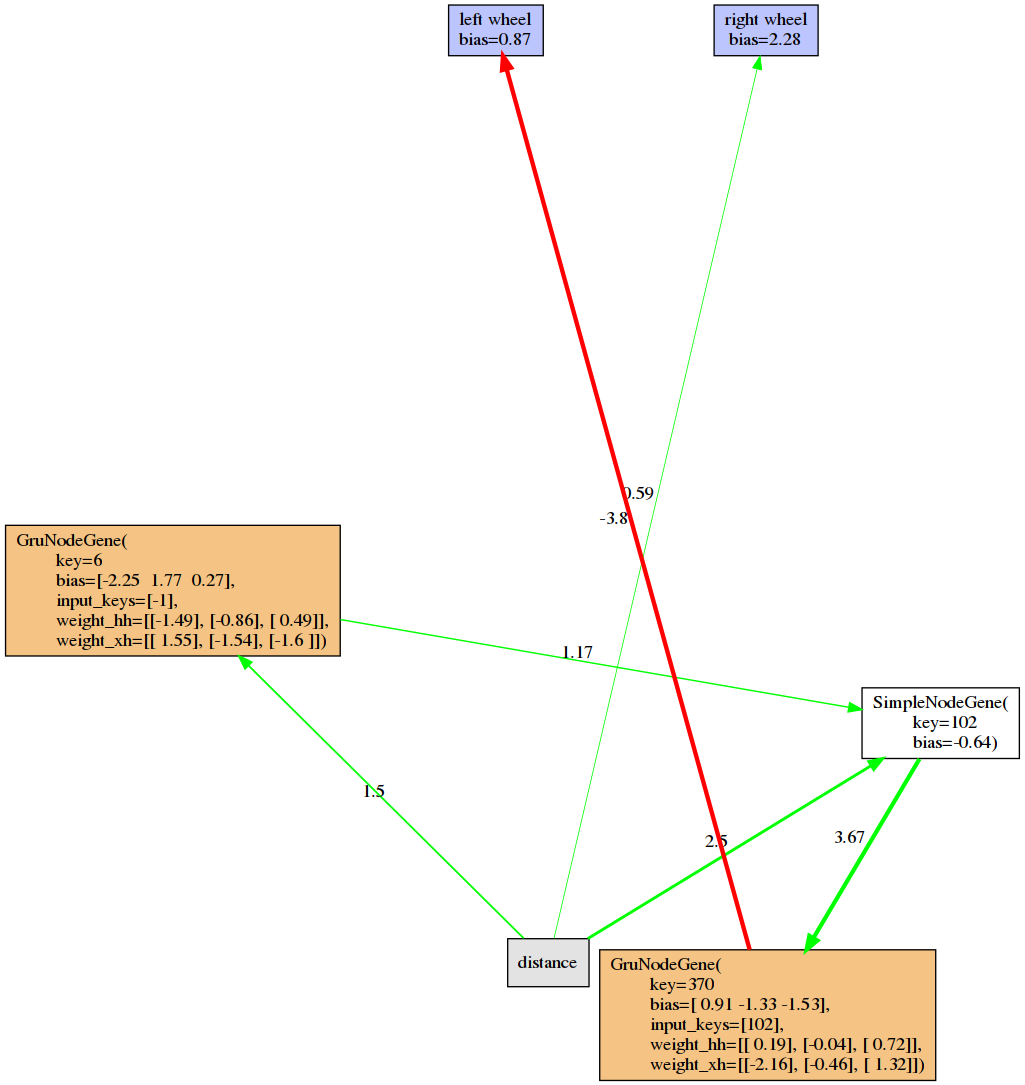 left wheel
bias=0.87
right wheel
bias=2.28
0.59
-3.8
GruNodeGene(
key=6
bias=[-2.25 1.77 0.27],
input_keys=[-1],
weight_hh=[[-1.49], [-0.86], [ 0.49]],
weight_xh=[[ 1.55], [-1.54], [-1.6 ]])
1.17
SimpleNodeGene(
key=102
bias=-0.64)
1.5
2.5
3.67
distance
GruNodeGene(
key=370
bias=[ 0.91 -1.33 -1.53],
input_keys=[102],
weight_hh=[[ 0.19], [-0.04], [ 0.72]],
weight_xh=[[-2.16], [-0.46], [ 1.32]])